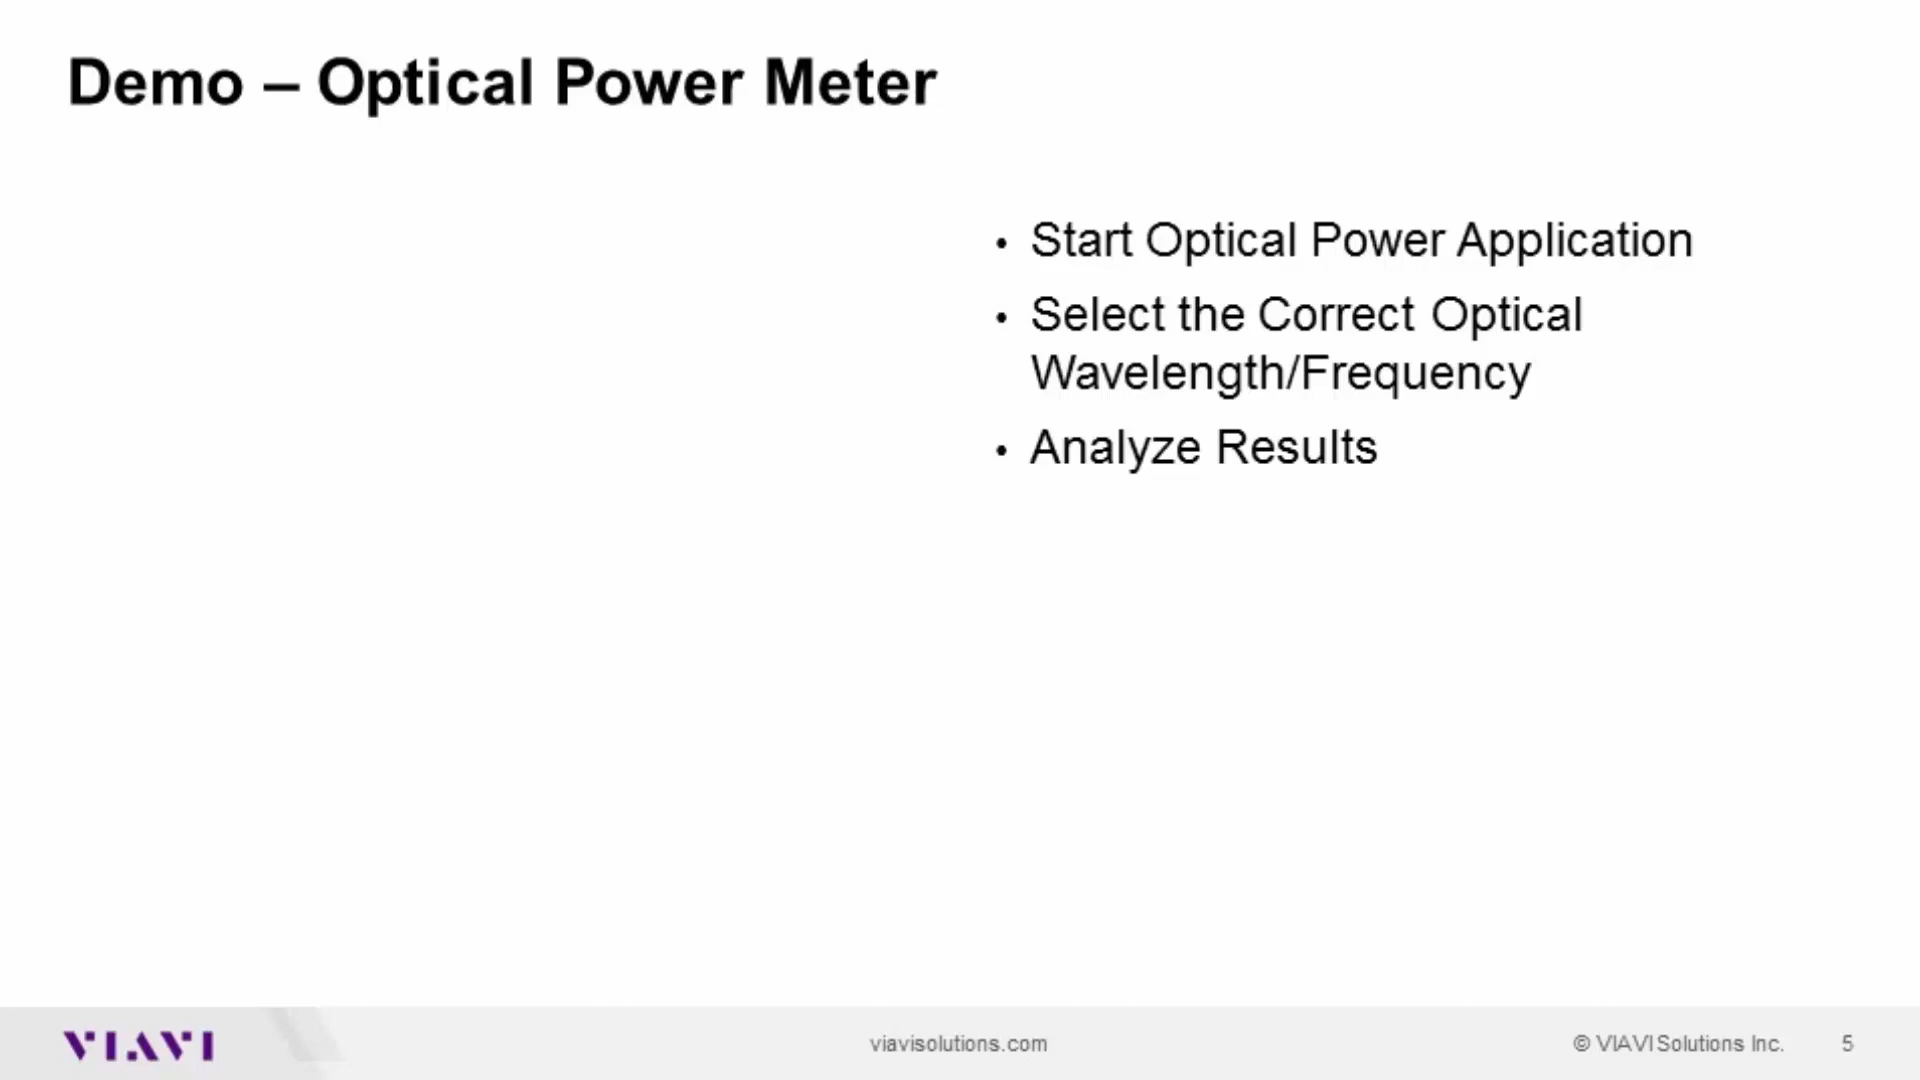 Demo – Optical Power Meter
• Start Optical Power Application
• Select the Correct Optical
Wavelength/Frequency
• Analyze Results
VIAVI
viavisolutions.com
© VIAVI Solutions Inc.
5